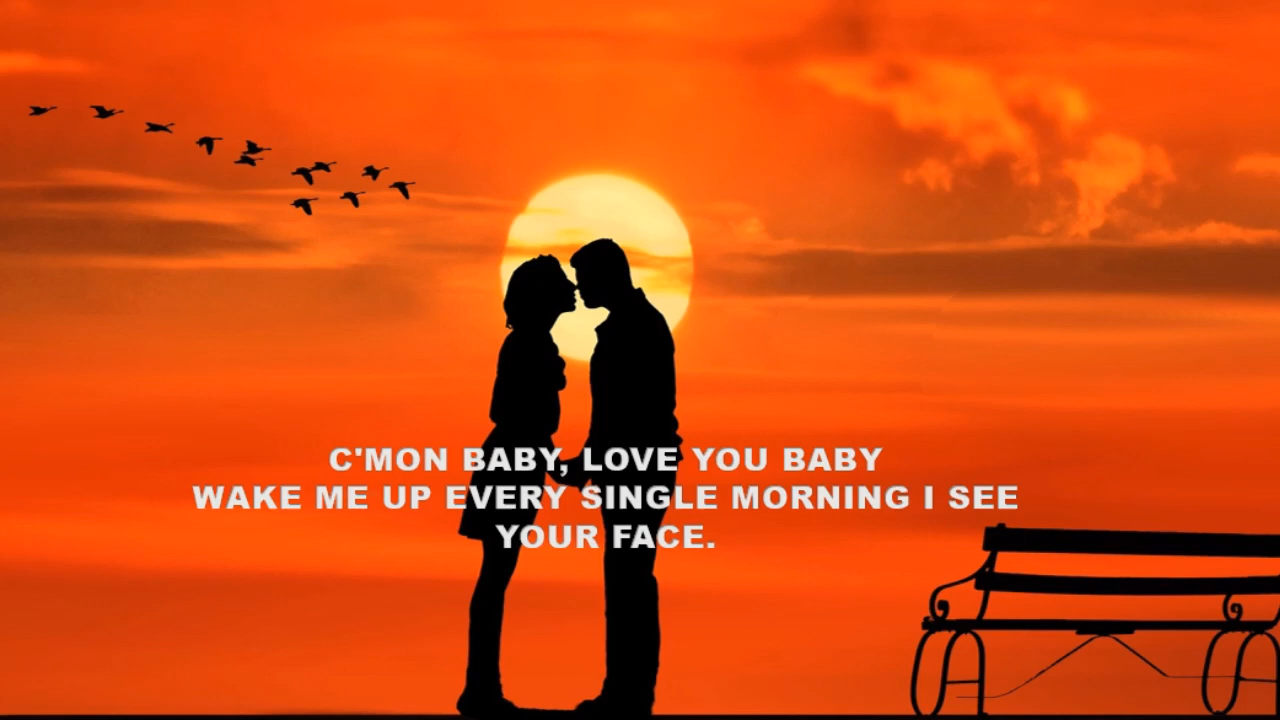 C'MON BABY, LOVE YOU BABY
WAKE ME UP EVERY SINGLE MORNING I SEE
YOUR FACE.